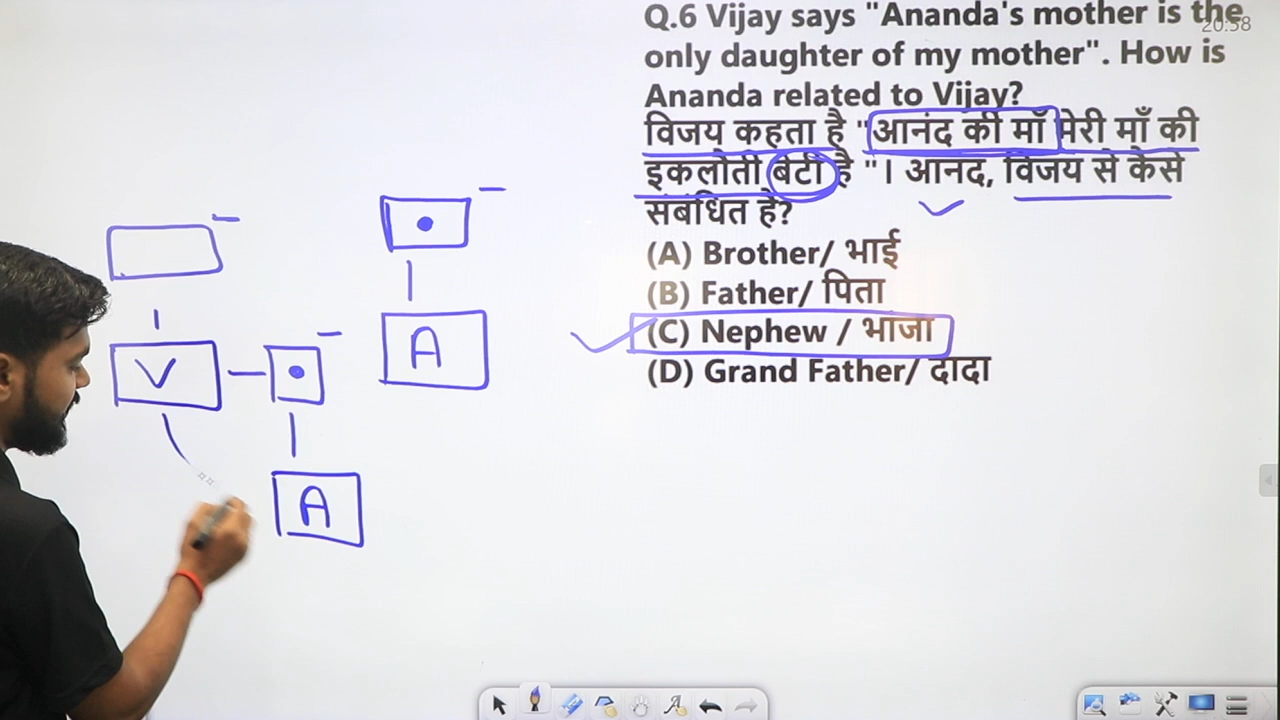 Q.6 Vijay says "Ananda's mother is the
20:58
only daughter of my mother". How is
Ananda related to Vijay?
विजय कहता है "आनंद की माँ मेरी माँ की
इकलौती बेटी है "। आनद, विजय से कैसे
संबंधित है?
(A) Brother/ भाई
(B) Father/ पिता
(C) Nephew / भाजा
(D) Grand Father/ दादा
A
V
A